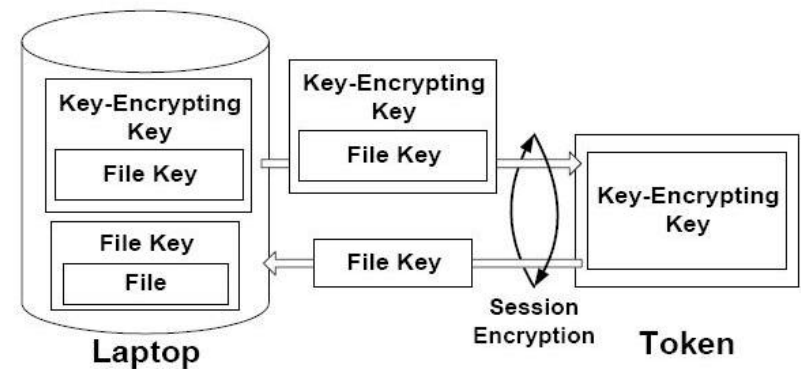 Key-Encrypting
Key
File Key
File Key
File
Laptop
Key-Encrypting
Key
File Key
File Key
Session
Encryption
Key-Encrypting
Key
Token